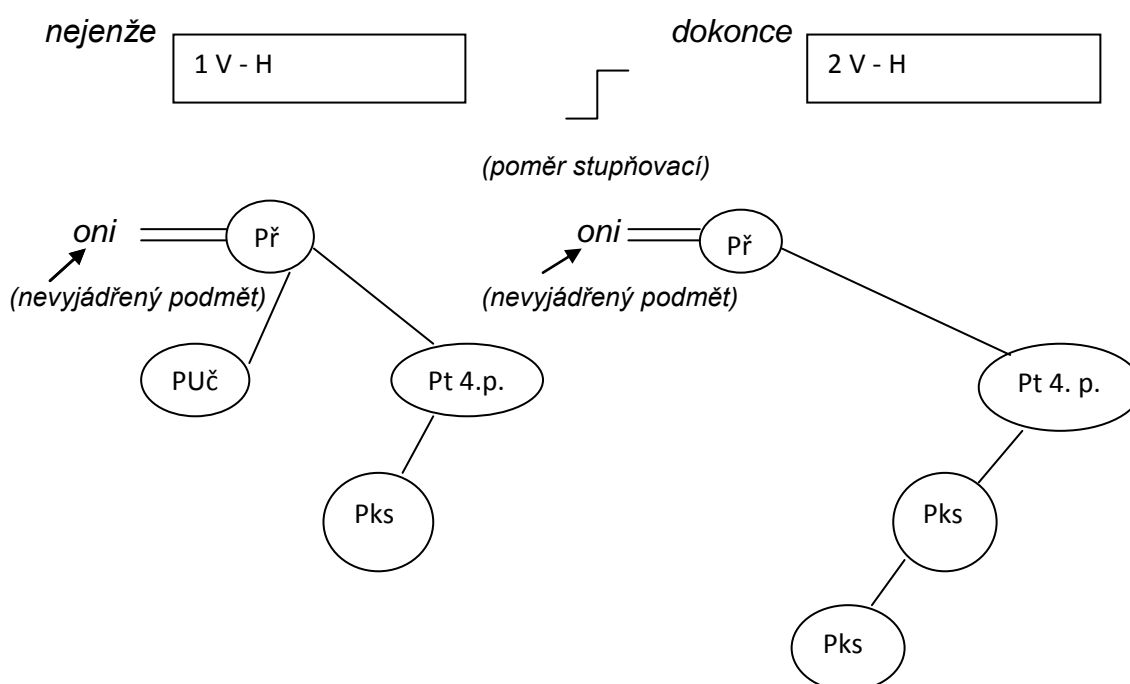 nejenže
dokonce
1 V - H
2 V - H
(poměr stupňovací)
oni
Př
oni
Př
(nevyjádřený podmět)
(nevyjádřený podmět)
PUč
Pt 4.p.
Pt 4. p.
Pks
Pks
Pks